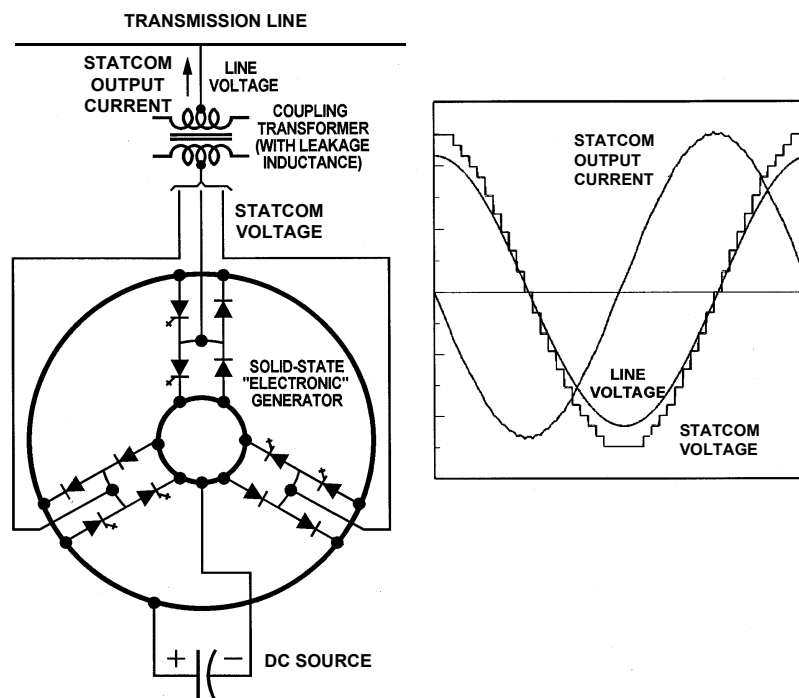 TRANSMISSION LINE
STATCOM
OUTPUT
CURRENT
LINE
VOLTAGE
COUPLING
TRANSFORMER
(WITH LEAKAGE
INDUCTANCE)
STATCOM
VOLTAGE
SOLID-STATE
"ELECTRONIC"
GENERATOR
+ −
DC SOURCE
STATCOM
OUTPUT
CURRENT
LINE
VOLTAGE
STATCOM
VOLTAGE